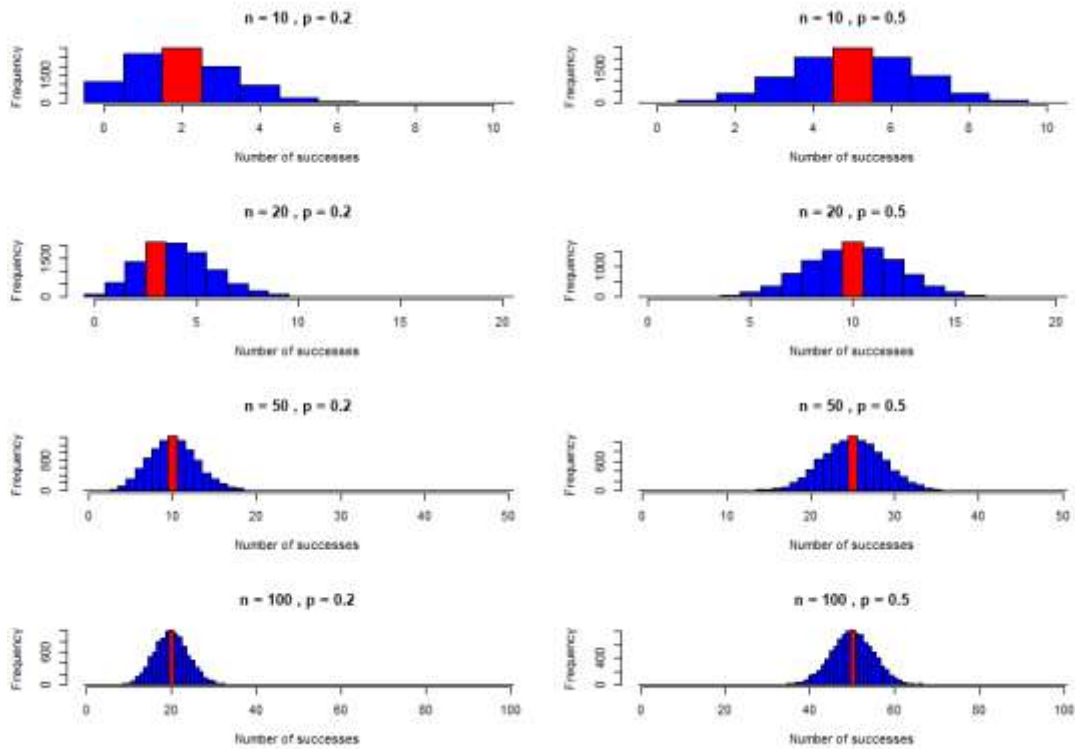 n = 10 , p = 0.2
Frequency
0 1500
0 2 4 6 8 10
Number of successes
n = 10 , p = 0.5
Frequency
0 1500
0 2 4 6 8 10
Number of successes
n = 20 , p = 0.2
Frequency
0 1500
0 5 10 15 20
Number of successes
n = 20 , p = 0.5
Frequency
0 1000
0 5 10 15 20
Number of successes
n = 50 , p = 0.2
Frequency
0 800
0 10 20 30 40 50
Number of successes
n = 50 , p = 0.5
Frequency
0 600
0 10 20 30 40 50
Number of successes
n = 100 , p = 0.2
Frequency
0 600
0 20 40 60 80 100
Number of successes
n = 100 , p = 0.5
Frequency
0 400
0 20 40 60 80 100
Number of successes